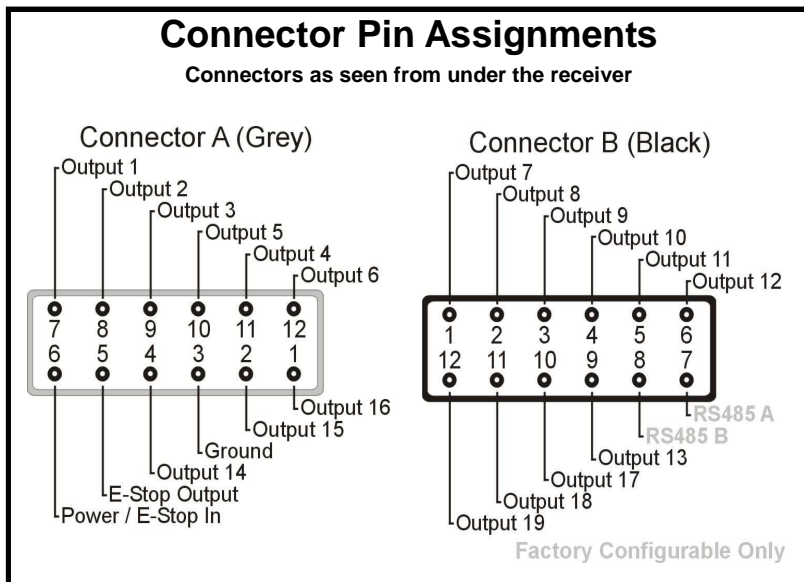 Connector Pin Assignments
Connectors as seen from under the receiver
Connector A (Grey)
Output 1
Output 2
Output 3
Output 5
Output 4
Output 6
7 8 9 10 11 12
6 5 4 3 2 1
Output 16
Output 15
Ground
Output 14
E-Stop Output
Power / E-Stop In
Connector B (Black)
Output 7
Output 8
Output 9
Output 10
Output 11
Output 12
1 2 3 4 5 6
12 11 10 9 8 7
RS485 A
RS485 B
Output 13
Output 17
Output 18
Output 19
Factory Configurable Only